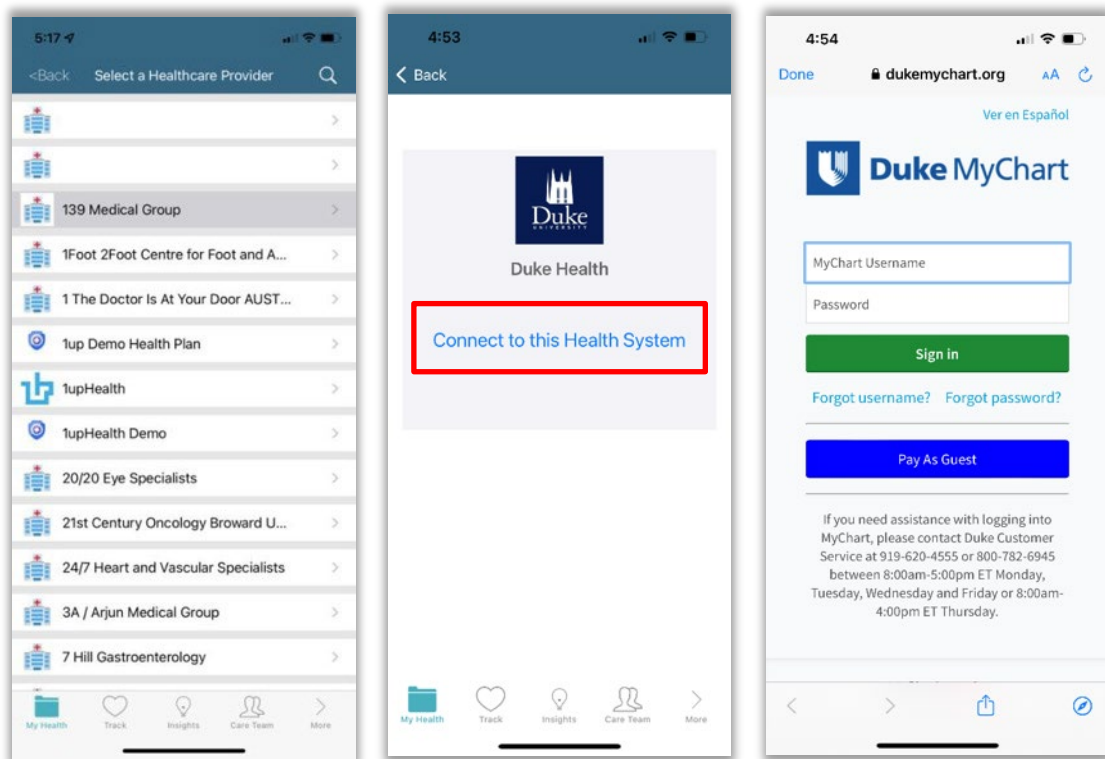 5:17
<Back Select a Healthcare Provider
139 Medical Group
1Foot 2Foot Centre for Foot and A...
1 The Doctor Is At Your Door AUST...
1up Demo Health Plan
1upHealth
1upHealth Demo
20/20 Eye Specialists
21st Century Oncology Broward U...
24/7 Heart and Vascular Specialists
3A / Arjun Medical Group
7 Hill Gastroenterology
My Health Track Insights Care Team More
4:53
Back
Duke
UNIVERSITY
Duke Health
Connect to this Health System
My Health Track Insights Care Team More
4:54
Done dukemychart.org AA
Ver en Español
Duke MyChart
MyChart Username
Password
Sign in
Forgot username? Forgot password?
Pay As Guest
If you need assistance with logging into
MyChart, please contact Duke Customer
Service at 919-620-4555 or 800-782-6945
between 8:00am-5:00pm ET Monday,
Tuesday, Wednesday and Friday or 8:00am-
4:00pm ET Thursday.